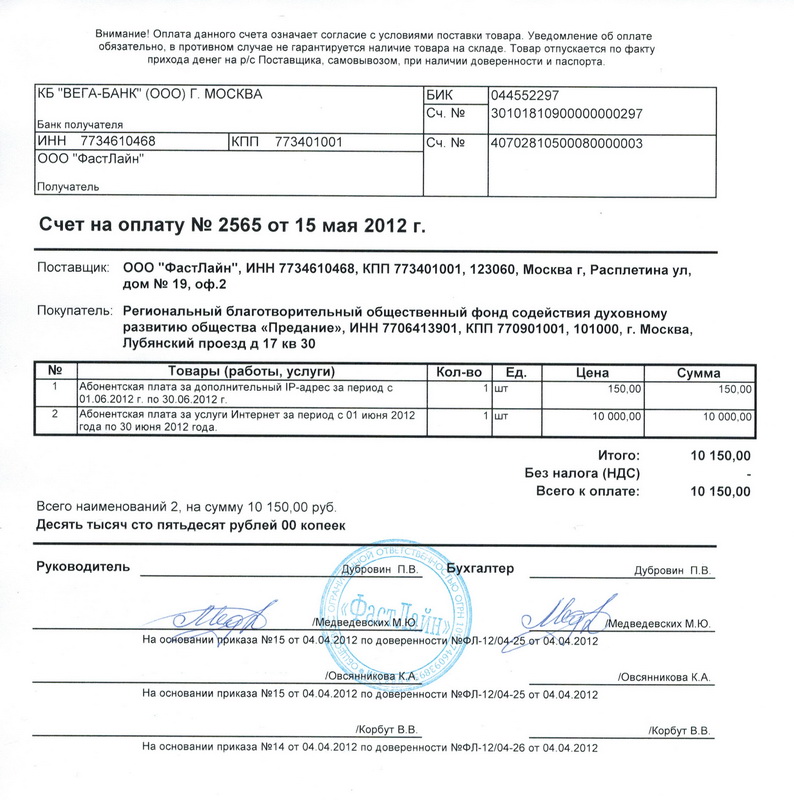 Внимание! Оплата данного счета означает согласие с условиями поставки товара. Уведомление об оплате
обязательно, в противном случае не гарантируется наличие товара на складе. Товар отпускается по факту
прихода денег на р/с Поставщика, самовывозом, при наличии доверенности и паспорта.
КБ "ВЕГА-БАНК" (ООО) Г. МОСКВА БИК 044552297
Сч. № 30101810900000000297
Банк получателя
ИНН 7734610468 КПП 773401001 Сч. № 40702810500080000003
ООО "ФастЛайн"
Получатель
Счет на оплату № 2565 от 15 мая 2012 г.
Поставщик: ООО "ФастЛайн", ИНН 7734610468, КПП 773401001, 123060, Москва г, Расплетина ул,
дом № 19, оф.2
Покупатель: Региональный благотворительный общественный фонд содействия духовному
развитию общества «Предание», ИНН 7706413901, КПП 770901001, 101000, г. Москва,
Лубянский проезд д 17 кв 30
№ Товары (работы, услуги) Кол-во Ед. Цена Сумма
1 Абонентская плата за дополнительный IP-адрес за период с 1 шт 150,00 150,00
01.06.2012 г. по 30.06.2012 г.
2 Абонентская плата за услуги Интернет за период с 01 июня 2012 1 шт 10 000,00 10 000,00
года по 30 июня 2012 года.
Итого: 10 150,00
Без налога (НДС) -
Всего к оплате: 10 150,00
Всего наименований 2, на сумму 10 150,00 руб.
Десять тысяч сто пятьдесят рублей 00 копеек
Руководитель Дубровин П.В. Бухгалтер Дубровин П.В.
«ФастЛайн»
/Медведевских М.Ю. /Медведевских М.Ю.
На основании приказа №15 от 04.04.2012 по доверенности №ФЛ-12/04-25 от 04.04.2012
/Овсянникова К.А. /Овсянникова К.А.
На основании приказа №15 от 04.04.2012 по доверенности №ФЛ-12/04-25 от 04.04.2012
/Корбут В.В. /Корбут В.В.
На основании приказа №14 от 04.04.2012 по доверенности №ФЛ-12/04-26 от 04.04.2012